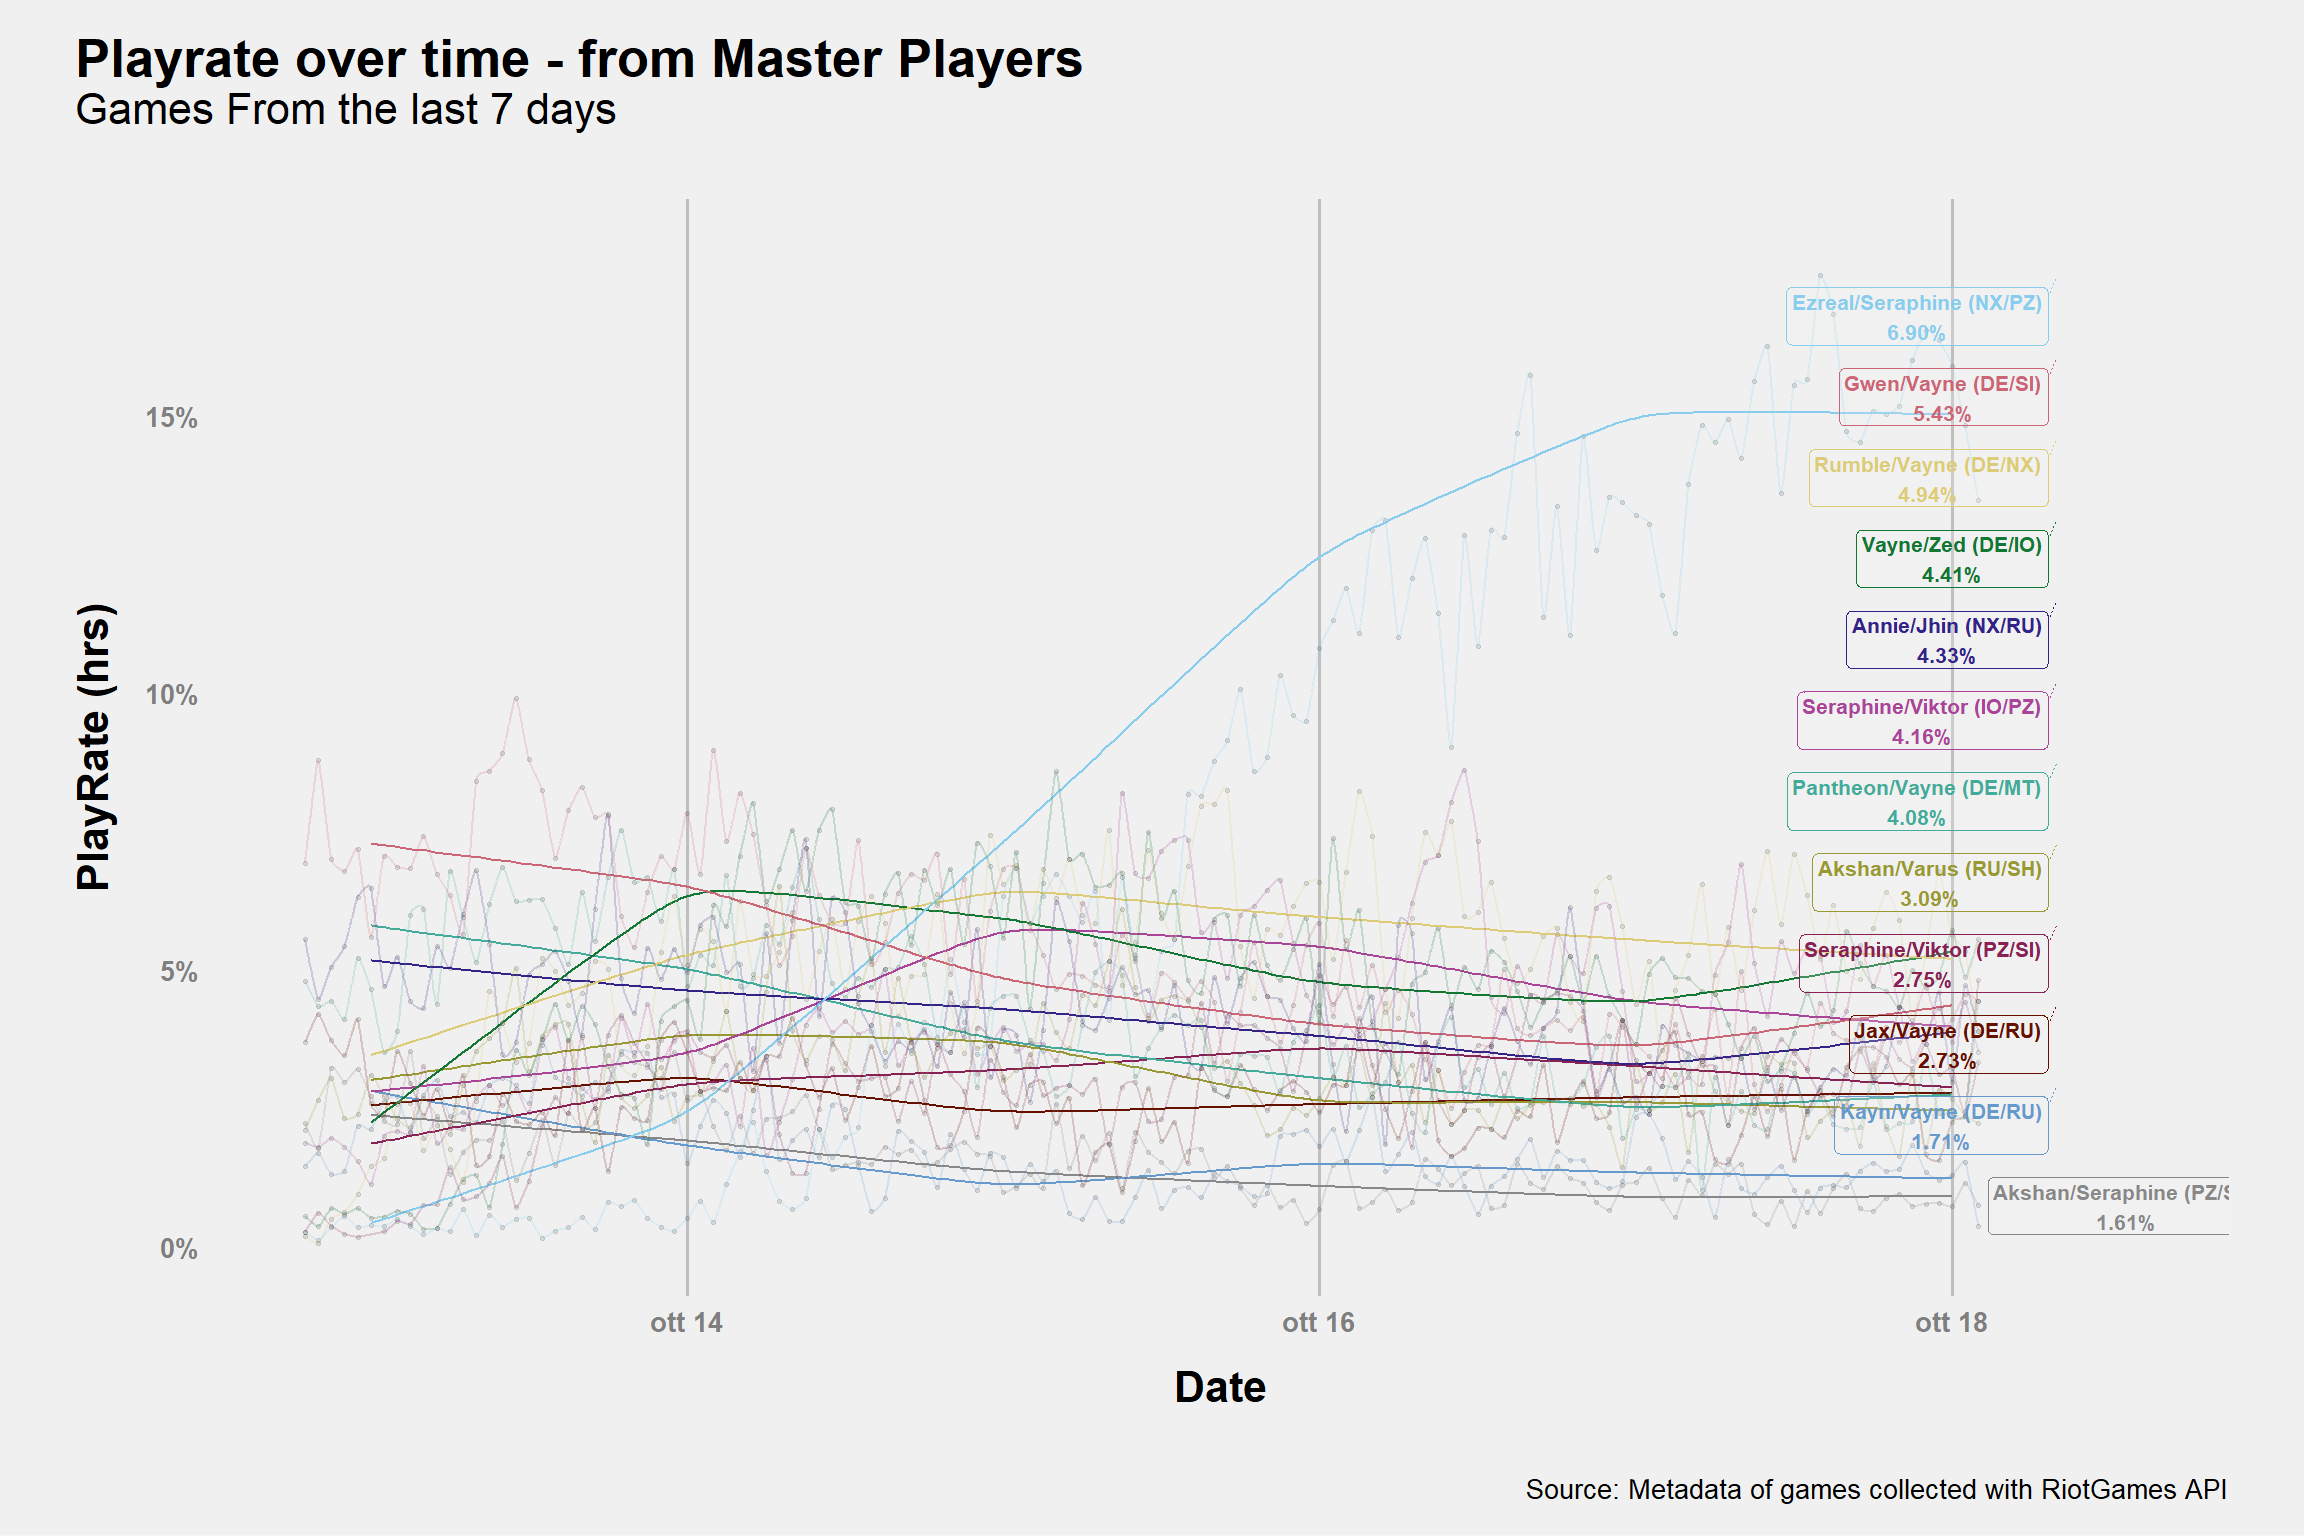 Playrate over time - from Master Players
Games From the last 7 days
PlayRate (hrs)
15%
10%
5%
0%
Ezreal/Seraphine (NX/PZ)
6.90%
Gwen/Vayne (DE/SI)
5.43%
Rumble/Vayne (DE/NX)
4.94%
Vayne/Zed (DE/IO)
4.41%
Annie/Jhin (NX/RU)
4.33%
Seraphine/Viktor (IO/PZ)
4.16%
Pantheon/Vayne (DE/MT)
4.08%
Akshan/Varus (RU/SH)
3.09%
Seraphine/Viktor (PZ/SI)
2.75%
Jax/Vayne (DE/RU)
2.73%
Kayn/Vayne (DE/RU)
1.71%
Akshan/Seraphine (PZ/
1.61%
ott 14
ott 16
ott 18
Date
Source: Metadata of games collected with RiotGames API